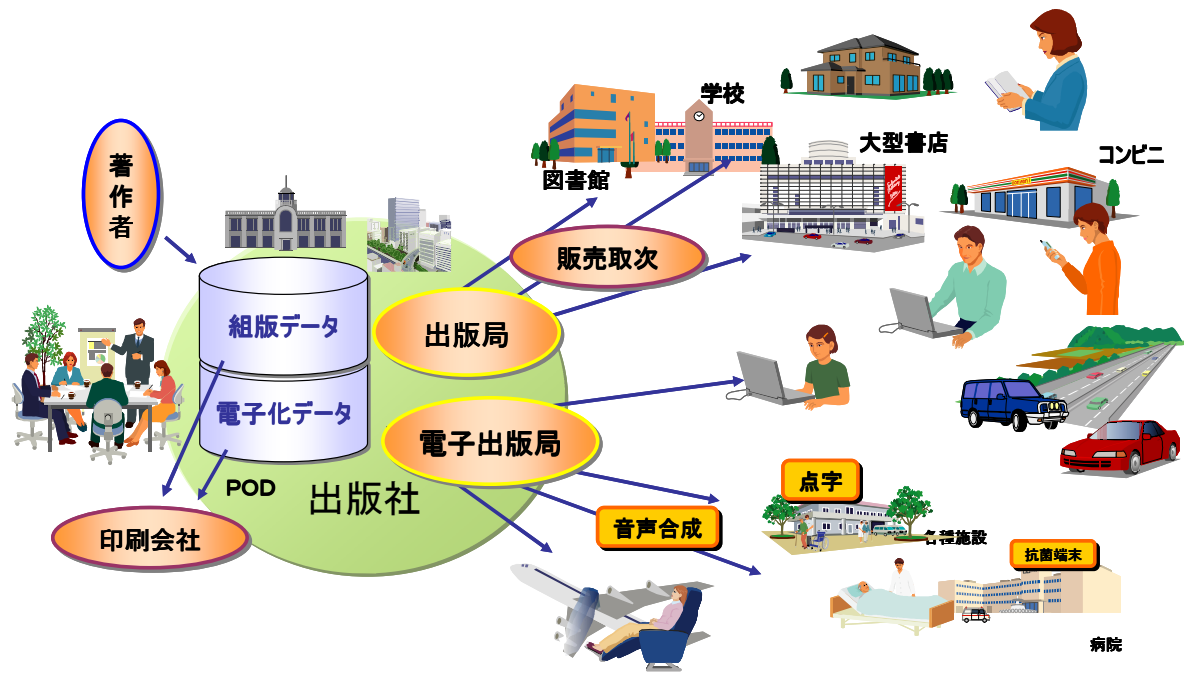 学校
大型書店
コンビニ
著作者
図書館
販売取次
組版データ
出版局
電子化データ
電子出版局
点字
POD
出版社
音声合成
各種施設
印刷会社
抗菌端末
病院